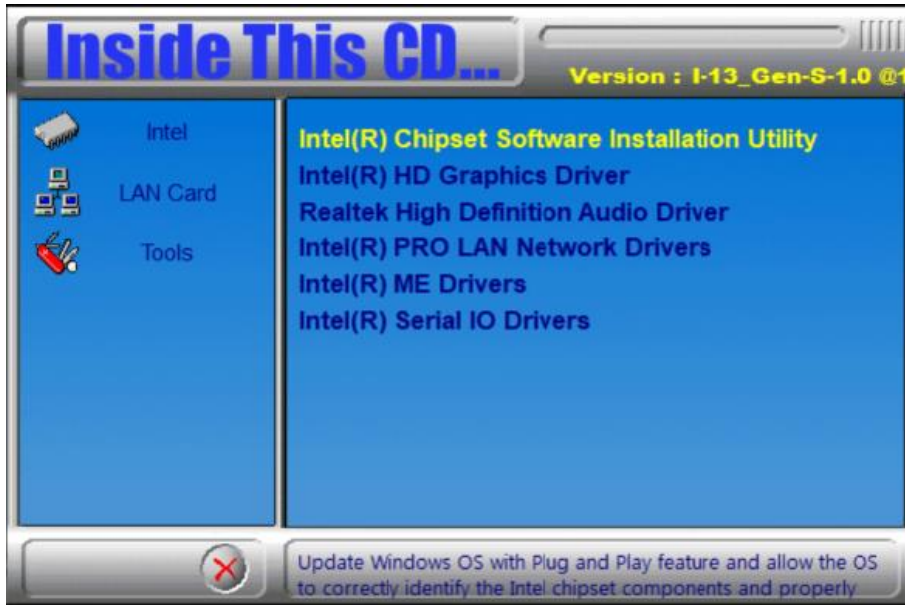 Inside This CD...
Version : I-13_Gen-S-1.0 @1
Intel
LAN Card
Tools
Intel(R) Chipset Software Installation Utility
Intel(R) HD Graphics Driver
Realtek High Definition Audio Driver
Intel(R) PRO LAN Network Drivers
Intel(R) ME Drivers
Intel(R) Serial IO Drivers
Update Windows OS with Plug and Play feature and allow the OS
to correctly identify the Intel chipset components and properly